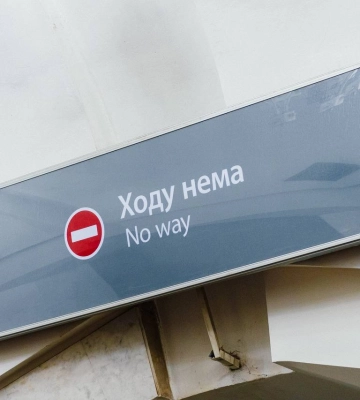 Ходу нема
No way